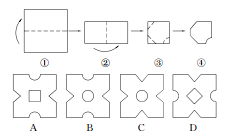 ① ② ③ ④
A B C D